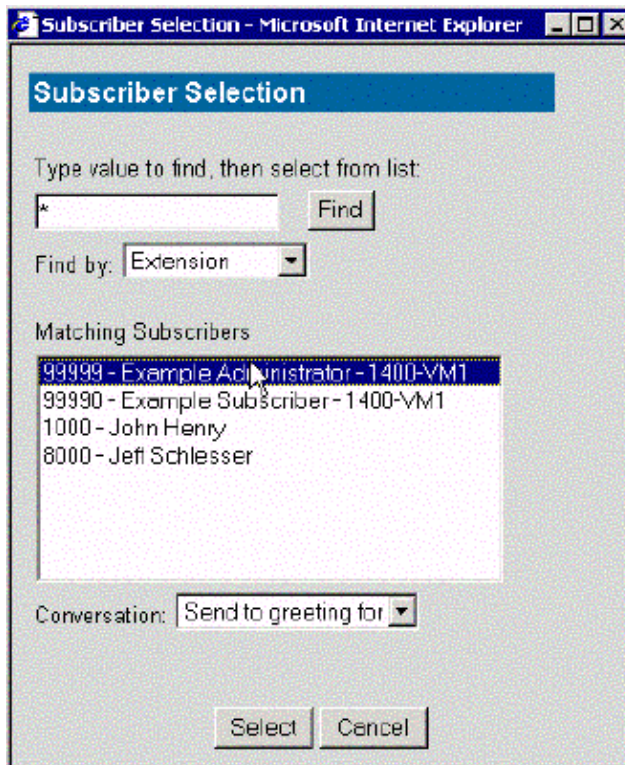 Subscriber Selection - Microsoft Internet Explorer
Subscriber Selection
Type value to find, then select from list:
* Find
Find by: Extension
Matching Subscribers
99999 - Example Administrator - 1400-VM1
99990 - Example Subscriber - 1400-VM1
1000 - John Henry
8000 - Jeff Schlesser
Conversation: Send to greeting for
Select Cancel